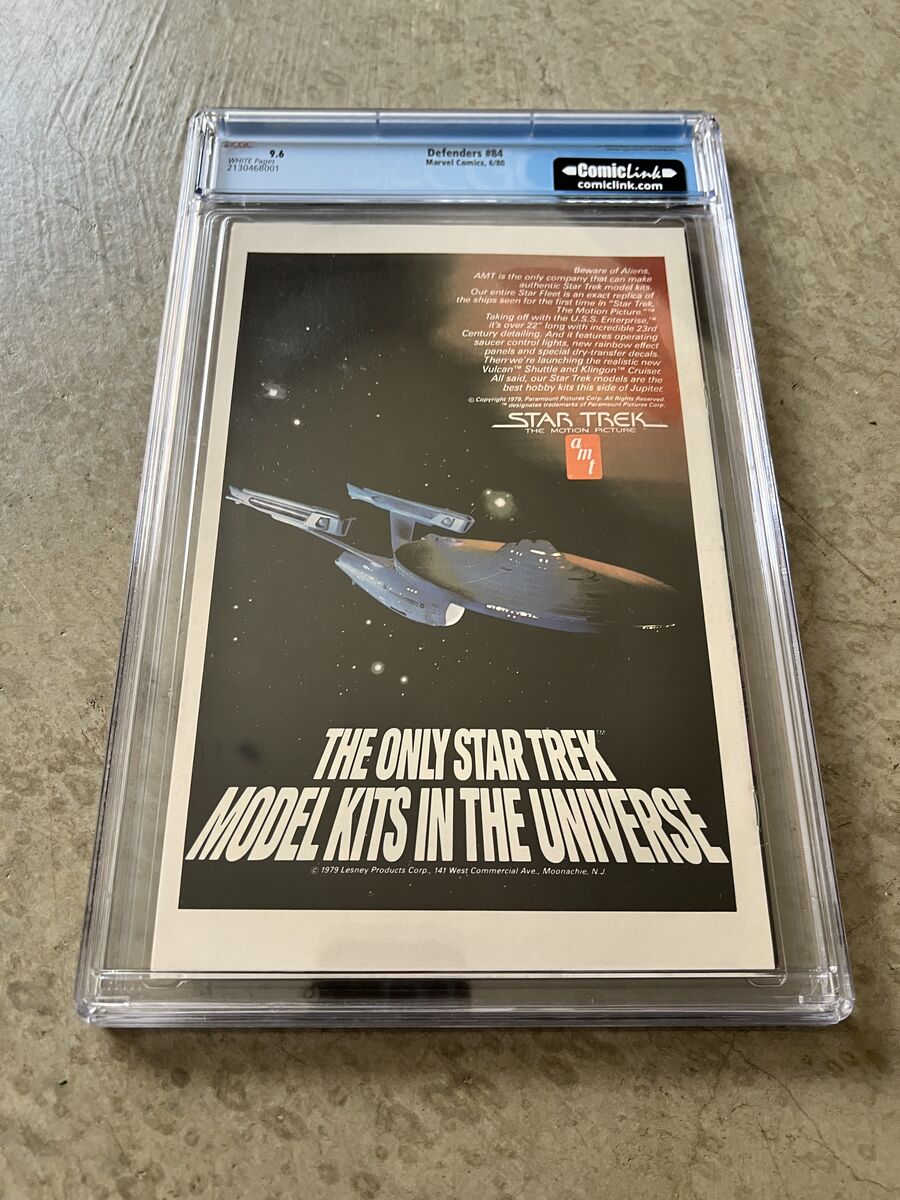 CGC
9.6
WHITE Pages
2130468001
Defenders #84
Marvel Comics, 6/80
ComicLink
comiclink.com
Beware of Aliens,
AMT is the only company that can make
authentic Star Trek model kits.
Our entire Star Fleet is an exact replica of
the ships seen for the first time in "Star Trek,
The Motion Picture."™
Taking off with the U.S.S. Enterprise,™
it's over 22" long with incredible 23rd
Century detailing. And it features operating
saucer control lights, new rainbow effect
panels and special dry-transfer decals.
Then we're launching the realistic new
Vulcan™ Shuttle and Klingon™ Cruiser.
All said, our Star Trek models are the
best hobby kits this side of Jupiter.
© Copyright 1979, Paramount Pictures Corp. All Rights Reserved.
™ designates trademarks of Paramount Pictures Corp.
STAR TREK
THE MOTION PICTURE™
amt
THE ONLY STAR TREK™
MODEL KITS IN THE UNIVERSE
© 1979 Lesney Products Corp., 141 West Commercial Ave., Moonachie, N.J.